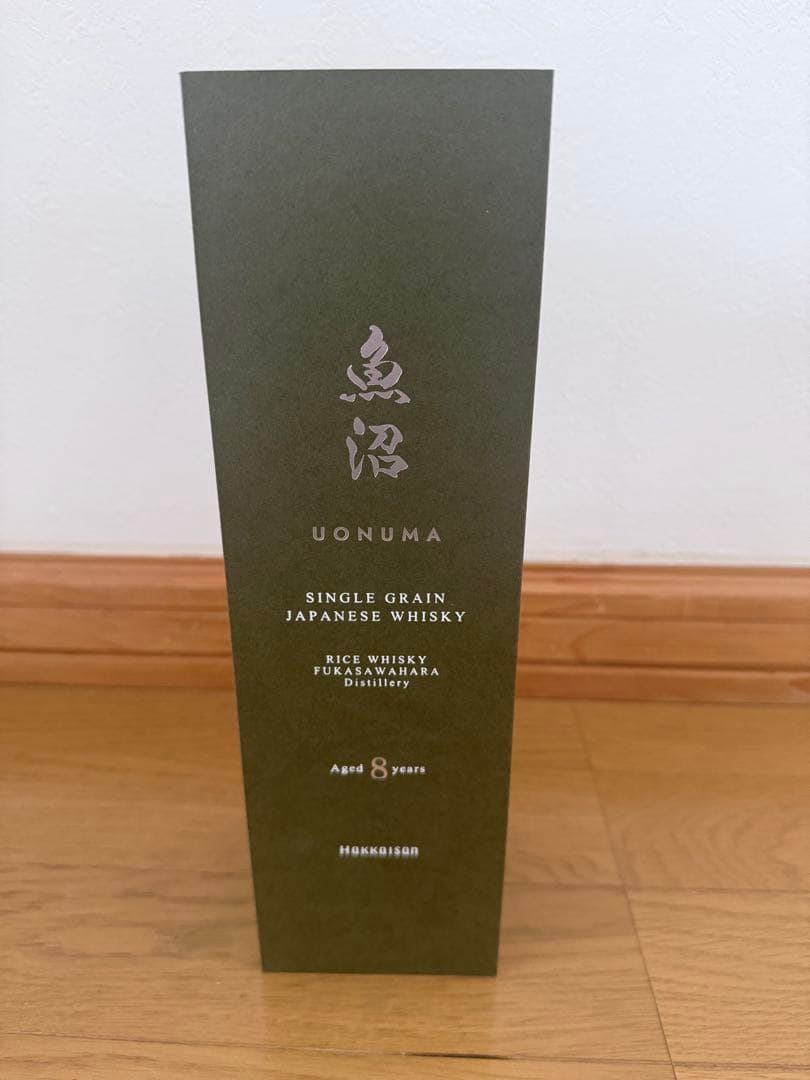 魚沼
UONUMA
SINGLE GRAIN
JAPANESE WHISKY
RICE WHISKY
FUKASAWAHARA
Distillery
Aged 8 years
Hakkaisan